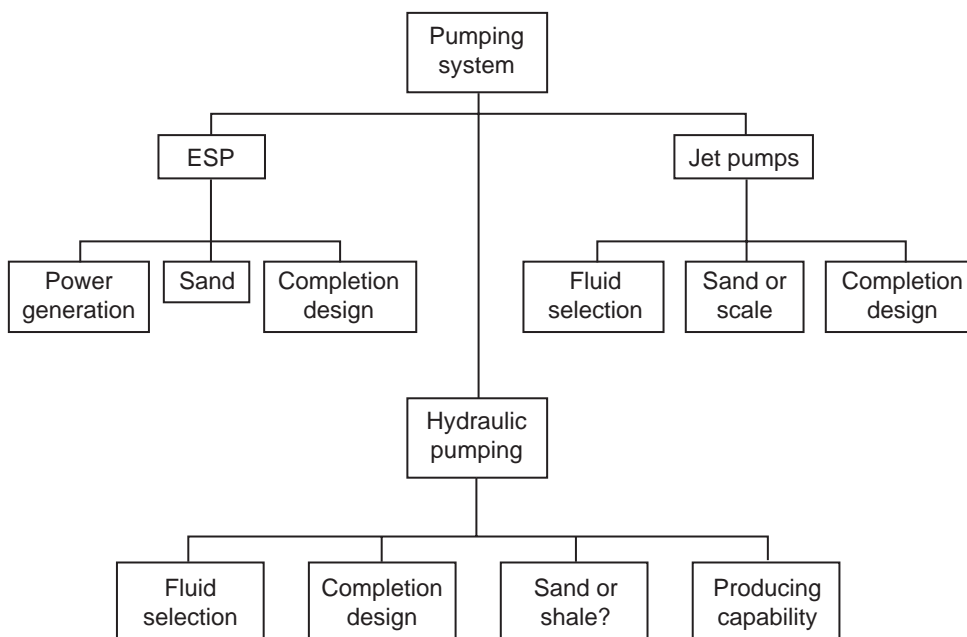 Pumping
system
ESP
Jet pumps
Power
generation
Sand
Completion
design
Fluid
selection
Sand or
scale
Completion
design
Hydraulic
pumping
Fluid
selection
Completion
design
Sand or
shale?
Producing
capability